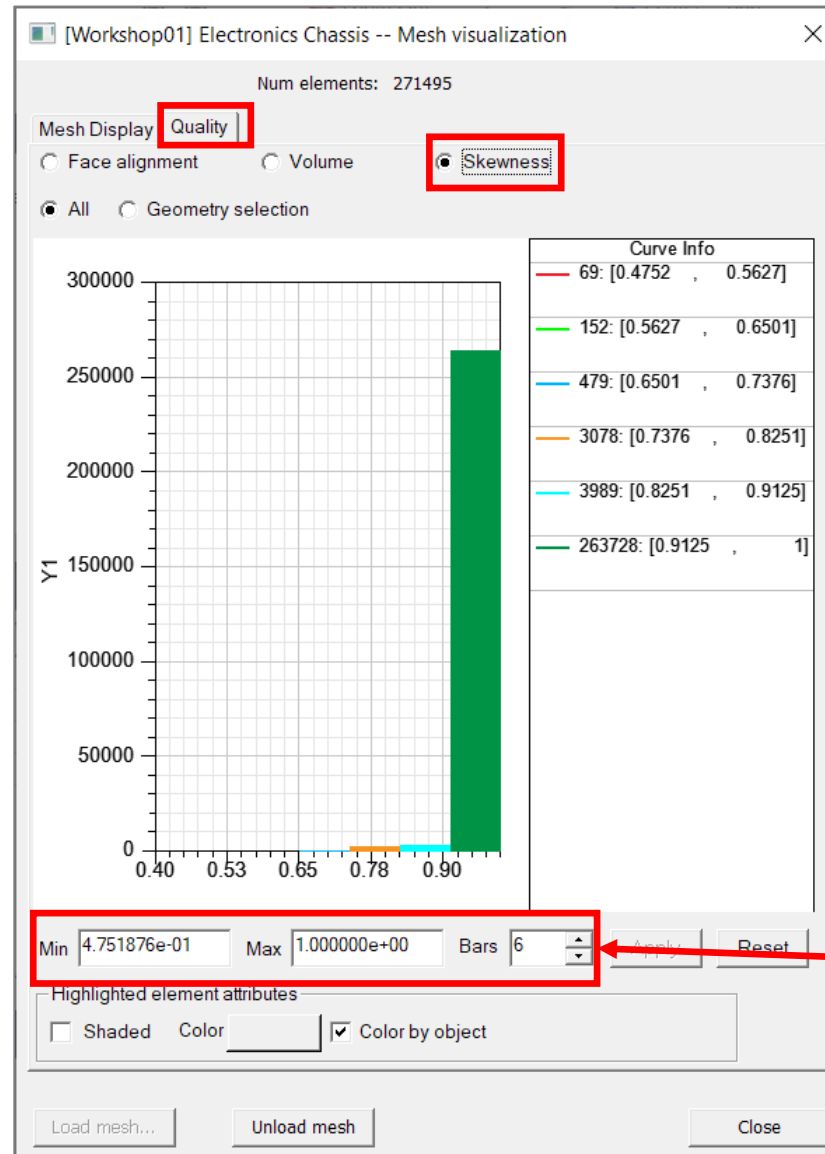 [Workshop01] Electronics Chassis -- Mesh visualization
Num elements: 271495
Mesh Display Quality
Face alignment Volume Skewness
All Geometry selection
Curve Info
69: [0.4752 , 0.5627]
152: [0.5627 , 0.6501]
479: [0.6501 , 0.7376]
3078: [0.7376 , 0.8251]
3989: [0.8251 , 0.9125]
263728: [0.9125 , 1]
300000
250000
200000
150000
100000
50000
0
Y1
0.40 0.53 0.65 0.78 0.90
Min 4.751876e-01 Max 1.000000e+00 Bars 6 Apply Reset
Highlighted element attributes
Shaded Color Color by object
Load mesh... Unload mesh Close